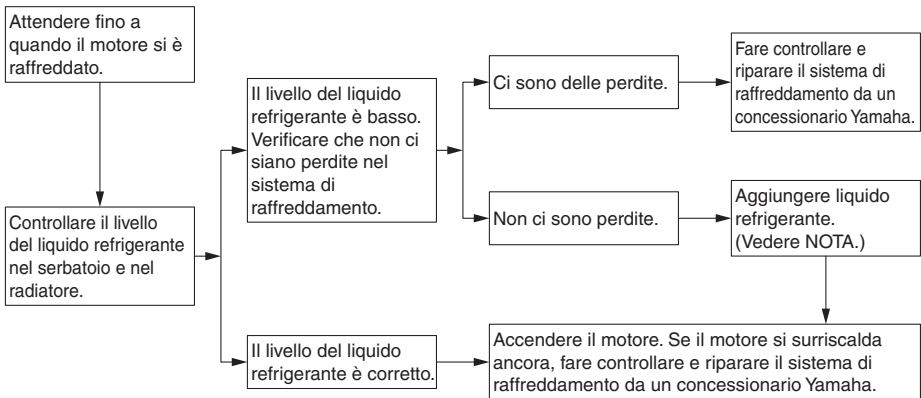 Attendere fino a
quando il motore si è
raffreddato.
Controllare il livello
del liquido refrigerante
nel serbatoio e nel
radiatore.
Il livello del liquido
refrigerante è basso.
Verificare che non ci
siano perdite nel
sistema di
raffreddamento.
Ci sono delle perdite.
Fare controllare e
riparare il sistema di
raffreddamento da un
concessionario Yamaha.
Non ci sono perdite.
Aggiungere liquido
refrigerante.
(Vedere NOTA.)
Il livello del liquido
refrigerante è corretto.
Accendere il motore. Se il motore si surriscalda
ancora, fare controllare e riparare il sistema di
raffreddamento da un concessionario Yamaha.